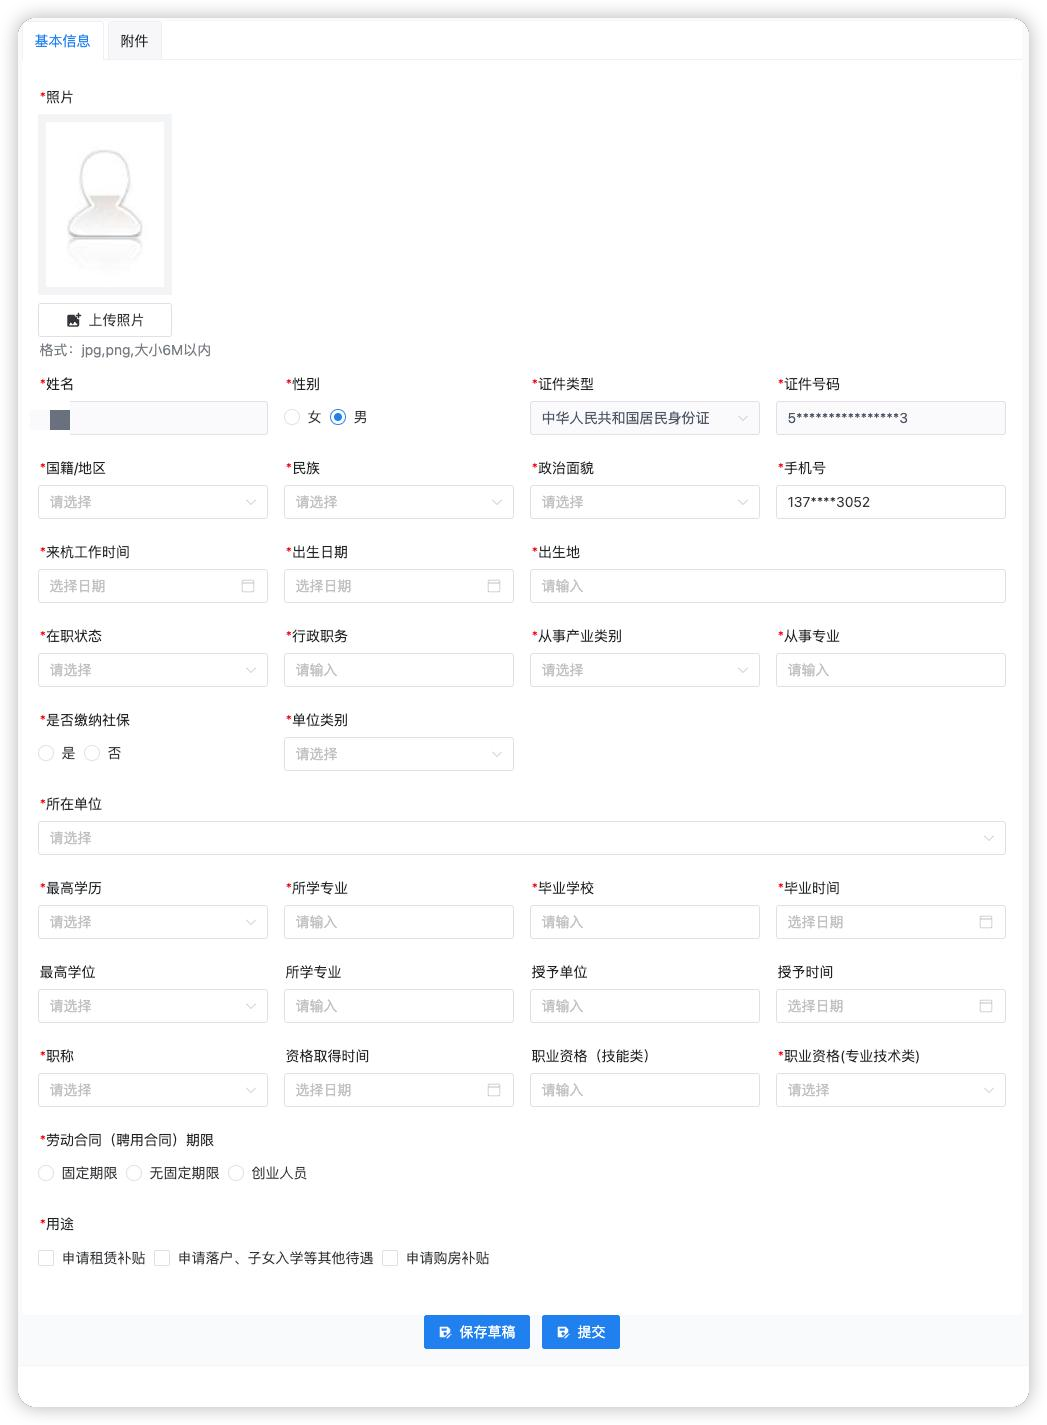 基本信息 附件
*照片
上传照片
格式：jpg,png,大小6M以内
*姓名 *性别 *证件类型 *证件号码
女 男 中华人民共和国居民身份证 5****************3
*国籍/地区 *民族 *政治面貌 *手机号
请选择 请选择 请选择 137****3052
*来杭工作时间 *出生日期 *出生地
选择日期 选择日期 请输入
*在职状态 *行政职务 *从事产业类别 *从事专业
请选择 请输入 请选择 请输入
*是否缴纳社保 *单位类别
是 否 请选择
*所在单位
请选择
*最高学历 *所学专业 *毕业学校 *毕业时间
请选择 请输入 请输入 选择日期
最高学位 所学专业 授予单位 授予时间
请选择 请输入 请输入 选择日期
*职称 资格取得时间 职业资格（技能类） *职业资格(专业技术类)
请选择 选择日期 请输入 请选择
*劳动合同（聘用合同）期限
固定期限 无固定期限 创业人员
*用途
申请租赁补贴 申请落户、子女入学等其他待遇 申请购房补贴
保存草稿 提交